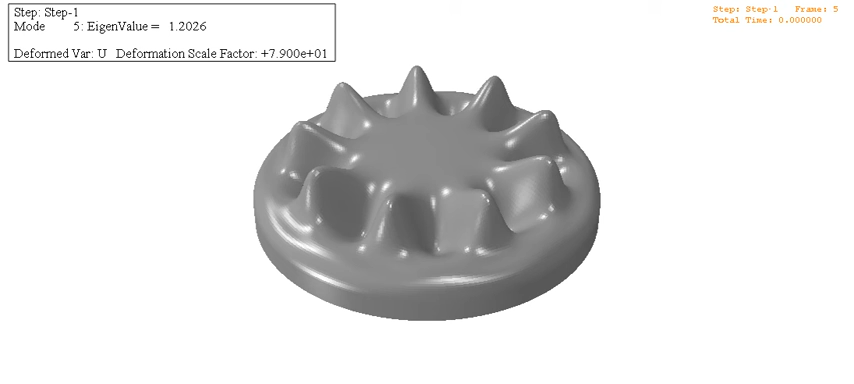 Step: Step-1
Mode 5: EigenValue = 1.2026
Deformed Var: U Deformation Scale Factor: +7.900e+01
Step: Step-1 Frame: 5
Total Time: 0.000000